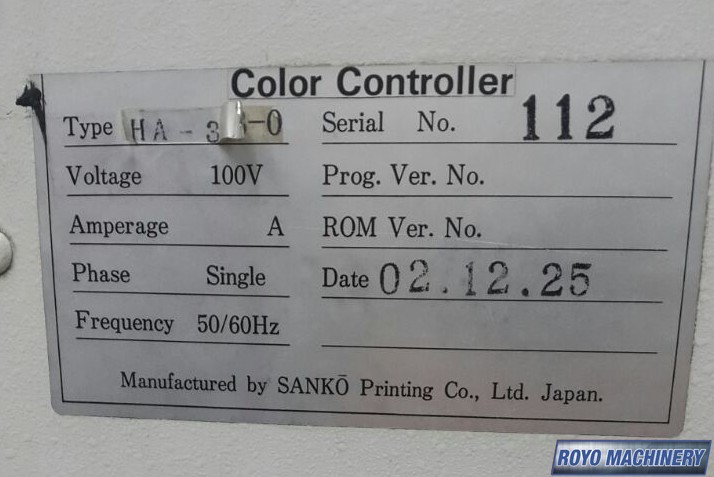 Color Controller
Type HA-3 -0 Serial No. 112
Voltage 100V Prog. Ver. No.
Amperage A ROM Ver. No.
Phase Single Date 02.12.25
Frequency 50/60Hz
Manufactured by SANKŌ Printing Co., Ltd. Japan.
ROYO MACHINERY